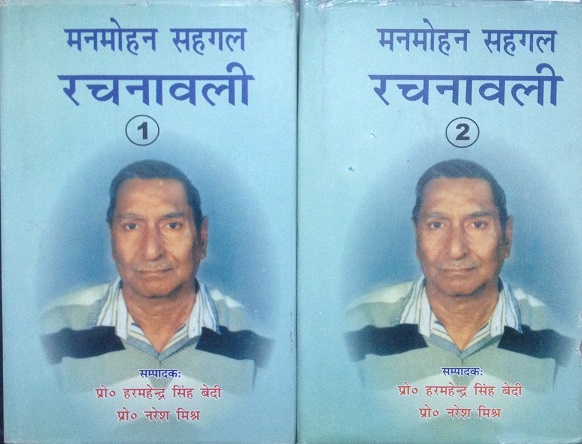 मनमोहन सहगल
रचनावली
1
सम्पादक:
प्रो० हरमहेन्द्र सिंह बेदी
प्रो० नरेश मिश्र
मनमोहन सहगल
रचनावली
2
सम्पादक:
प्रो० हरमहेन्द्र सिंह बेदी
प्रो० नरेश मिश्र